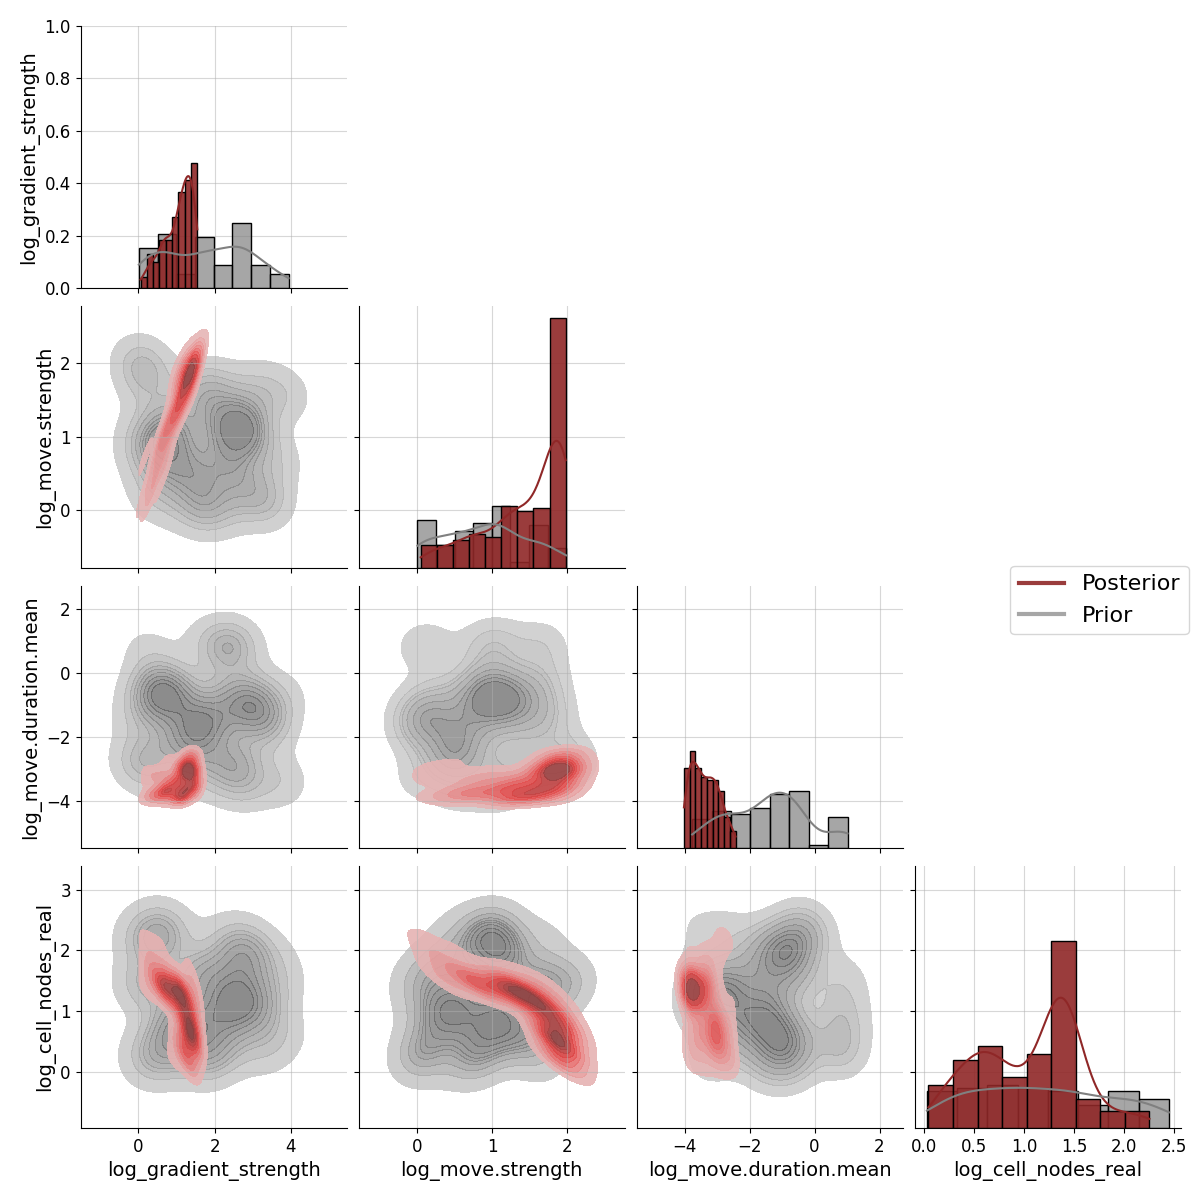 1.0
0.8
0.6
0.4
0.2
0.0
log_gradient_strength
2
1
0
log_move.strength
2
0
−2
−4
log_move.duration.mean
Posterior
Prior
3
2
1
0
log_cell_nodes_real
0 2 4
0 1 2
−4 −2 0 2
0.0 0.5 1.0 1.5 2.0 2.5
log_gradient_strength
log_move.strength
log_move.duration.mean
log_cell_nodes_real